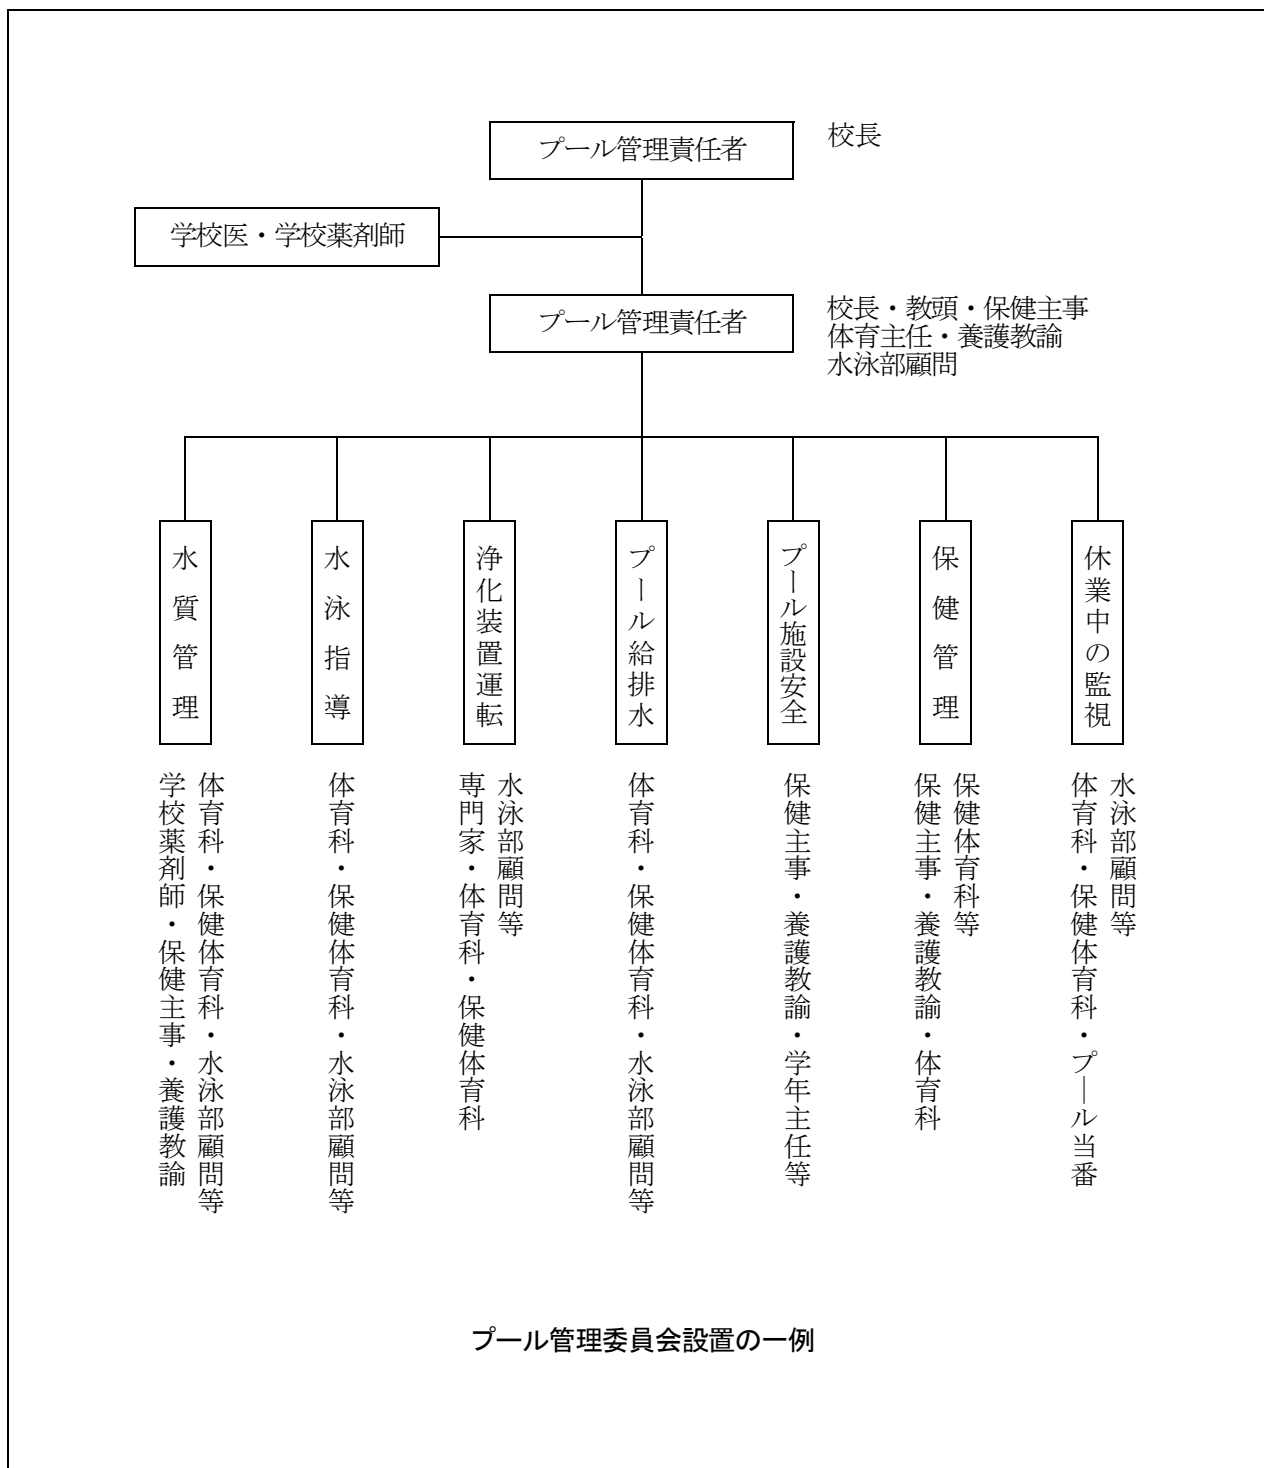 プール管理責任者
校長
学校医・学校薬剤師
プール管理責任者
校長・教頭・保健主事
体育主任・養護教諭
水泳部顧問
水質管理
水泳指導
浄化装置運転
プール給排水
プール施設安全
保健管理
休業中の監視
体育科・保健体育科・水泳部顧問等
学校薬剤師・保健主事・養護教諭
体育科・保健体育科・水泳部顧問等
水泳部顧問等
専門家・体育科・保健体育科
体育科・保健体育科・水泳部顧問等
保健主事・養護教諭・学年主任等
保健体育科等
保健主事・養護教諭・体育科
水泳部顧問等
体育科・保健体育科・プール当番
プール管理委員会設置の一例